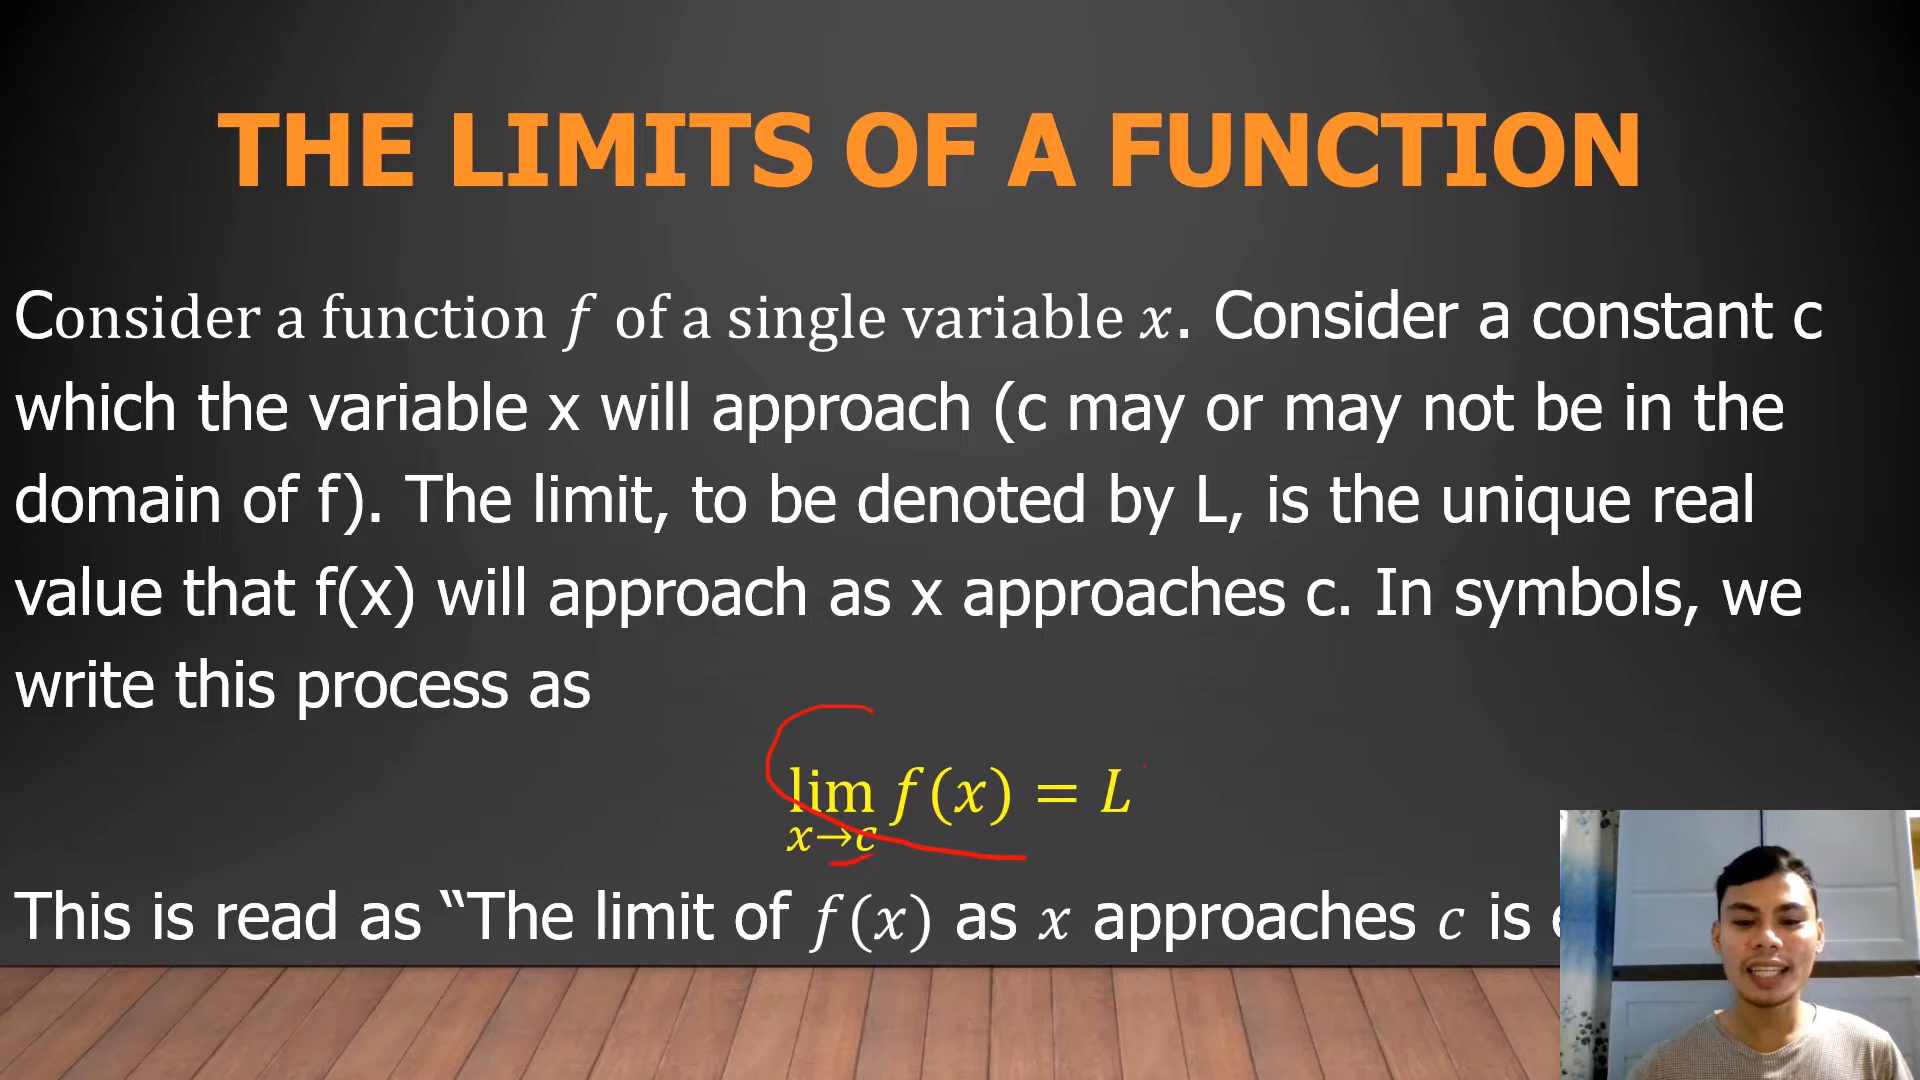 THE LIMITS OF A FUNCTION
Consider a function f of a single variable x. Consider a constant c
which the variable x will approach (c may or may not be in the
domain of f). The limit, to be denoted by L, is the unique real
value that f(x) will approach as x approaches c. In symbols, we
write this process as
lim f(x) = L
x→c
This is read as “The limit of f(x) as x approaches c is